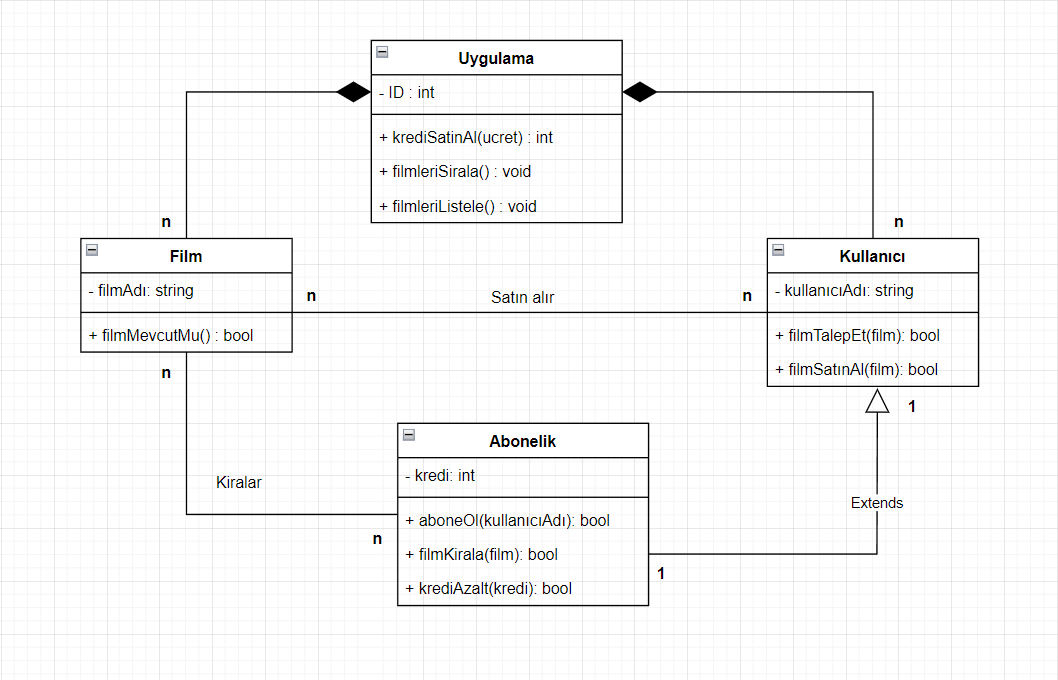 Uygulama
- ID : int
+ krediSatinAl(ucret) : int
+ filmleriSirala() : void
+ filmleriListele() : void
n
n
Film
- filmAdı: string
+ filmMevcutMu() : bool
n
Satın alır
n
Kullanıcı
- kullanıcıAdı: string
+ filmTalepEt(film): bool
+ filmSatınAl(film): bool
n
1
Abonelik
- kredi: int
+ aboneOl(kullanıcıAdı): bool
+ filmKirala(film): bool
+ krediAzalt(kredi): bool
Kiralar
n
Extends
1